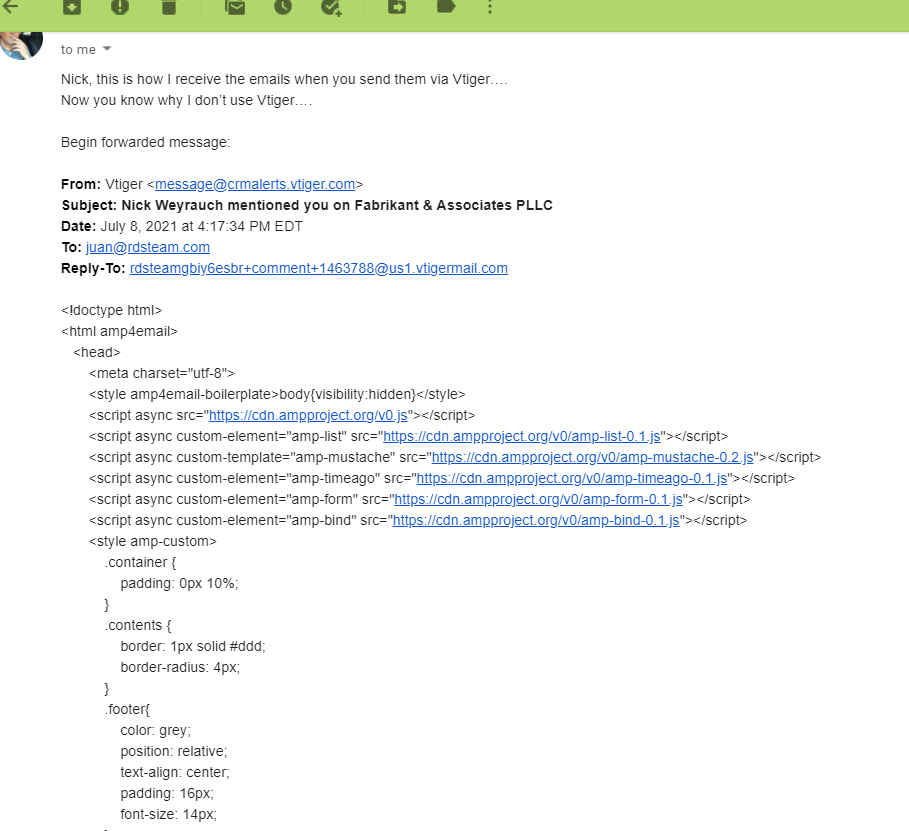 to me
Nick, this is how I receive the emails when you send them via Vtiger….
Now you know why I don’t use Vtiger….
Begin forwarded message:
From: Vtiger <message@crmalerts.vtiger.com>
Subject: Nick Weyrauch mentioned you on Fabrikant & Associates PLLC
Date: July 8, 2021 at 4:17:34 PM EDT
To: juan@rdsteam.com
Reply-To: rdsteamgbiy6esbr+comment+1463788@us1.vtigermail.com
<!doctype html>
<html amp4email>
<head>
<meta charset="utf-8">
<style amp4email-boilerplate>body{visibility:hidden}</style>
<script async src="https://cdn.ampproject.org/v0.js"></script>
<script async custom-element="amp-list" src="https://cdn.ampproject.org/v0/amp-list-0.1.js"></script>
<script async custom-template="amp-mustache" src="https://cdn.ampproject.org/v0/amp-mustache-0.2.js"></script>
<script async custom-element="amp-timeago" src="https://cdn.ampproject.org/v0/amp-timeago-0.1.js"></script>
<script async custom-element="amp-form" src="https://cdn.ampproject.org/v0/amp-form-0.1.js"></script>
<script async custom-element="amp-bind" src="https://cdn.ampproject.org/v0/amp-bind-0.1.js"></script>
<style amp-custom>
.container {
padding: 0px 10%;
}
.contents {
border: 1px solid #ddd;
border-radius: 4px;
}
.footer{
color: grey;
position: relative;
text-align: center;
padding: 16px;
font-size: 14px;